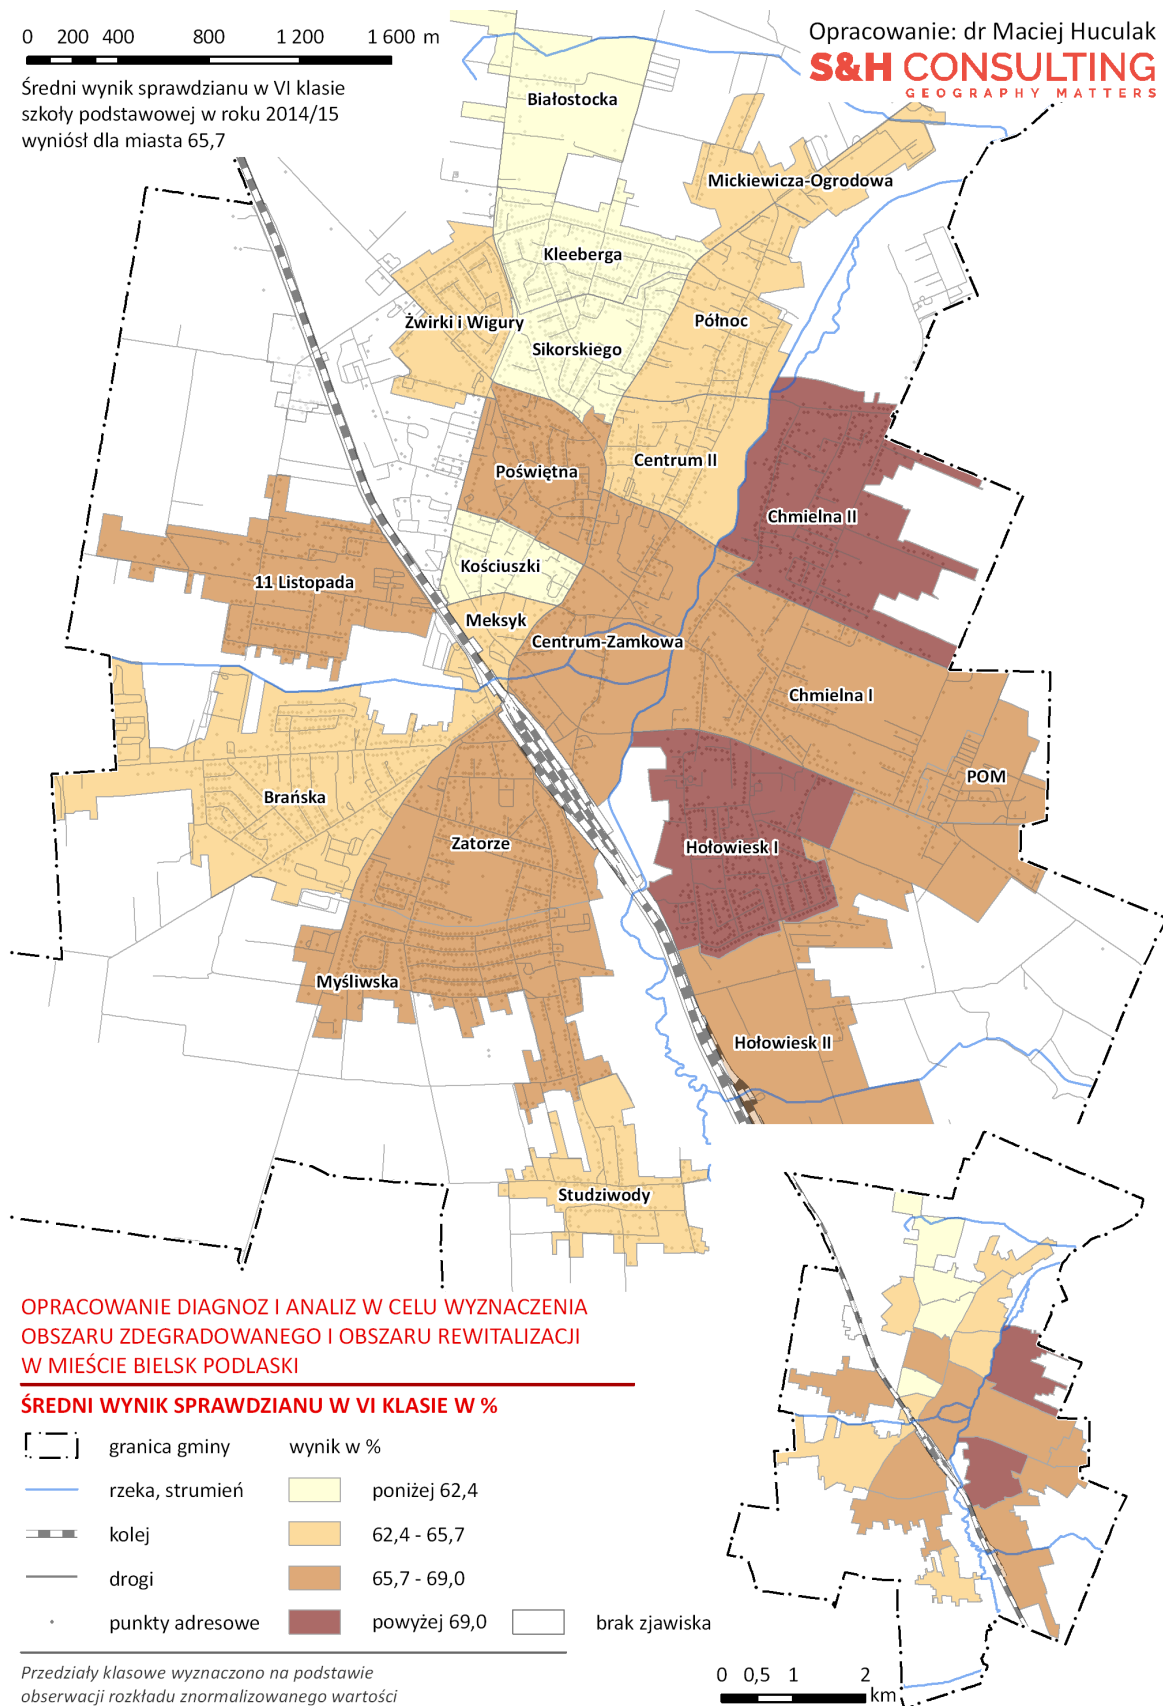 0 200 400 800 1 200 1 600 m
Średni wynik sprawdzianu w VI klasie
szkoły podstawowej w roku 2014/15
wyniósł dla miasta 65,7
Opracowanie: dr Maciej Huculak
S&H CONSULTING
GEOGRAPHY MATTERS
Białostocka
Mickiewicza-Ogrodowa
Kleeberga
Żwirki i Wigury
Północ
Sikorskiego
Poświętna
Centrum II
Chmielna II
Kościuszki
11 Listopada
Meksyk
Centrum-Zamkowa
Chmielna I
POM
Brańska
Zatorze
Hołowiesk I
Myśliwska
Hołowiesk II
Studziwody
OPRACOWANIE DIAGNOZ I ANALIZ W CELU WYZNACZENIA
OBSZARU ZDEGRADOWANEGO I OBSZARU REWITALIZACJI
W MIEŚCIE BIELSK PODLASKI
ŚREDNI WYNIK SPRAWDZIANU W VI KLASIE W %
granica gminy wynik w %
rzeka, strumień poniżej 62,4
kolej 62,4 - 65,7
drogi 65,7 - 69,0
punkty adresowe powyżej 69,0 brak zjawiska
Przedziały klasowe wyznaczono na podstawie
obserwacji rozkładu znormalizowanego wartości
0 0,5 1 2
km